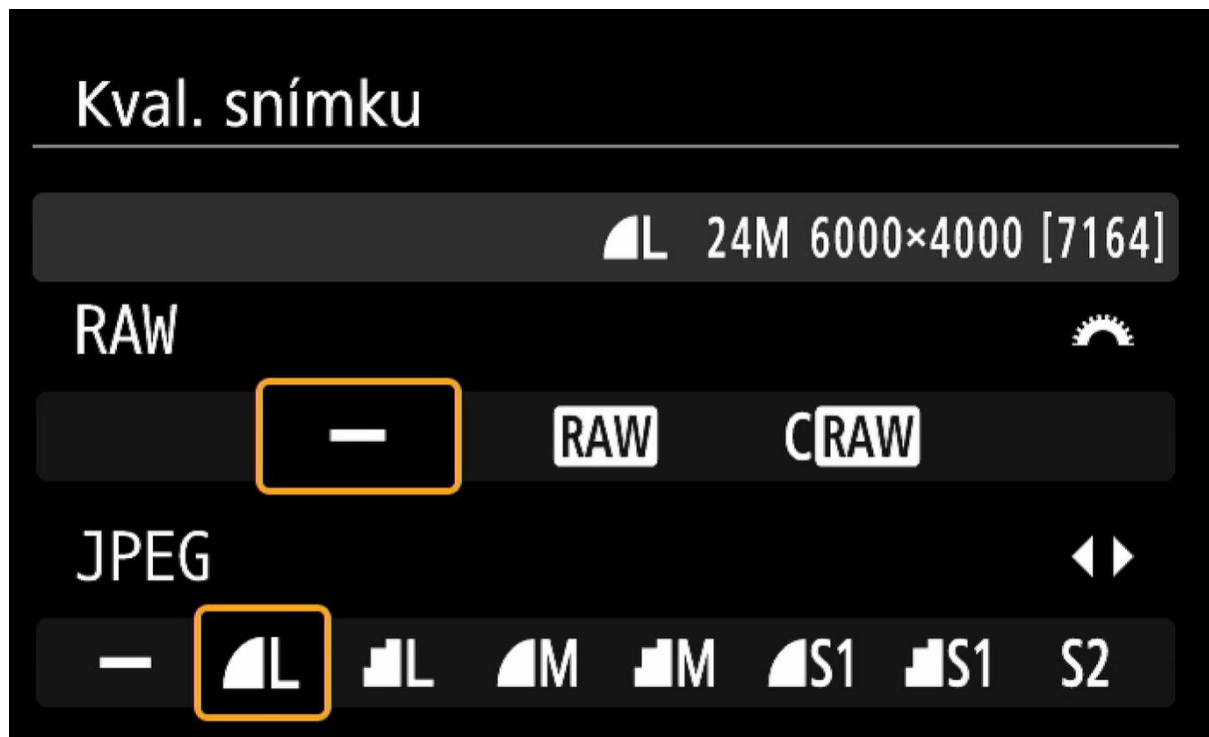 Kval. snímku
L 24M 6000×4000 [7164]
RAW
— RAW CRAW
JPEG
— L L M M S1 S1 S2